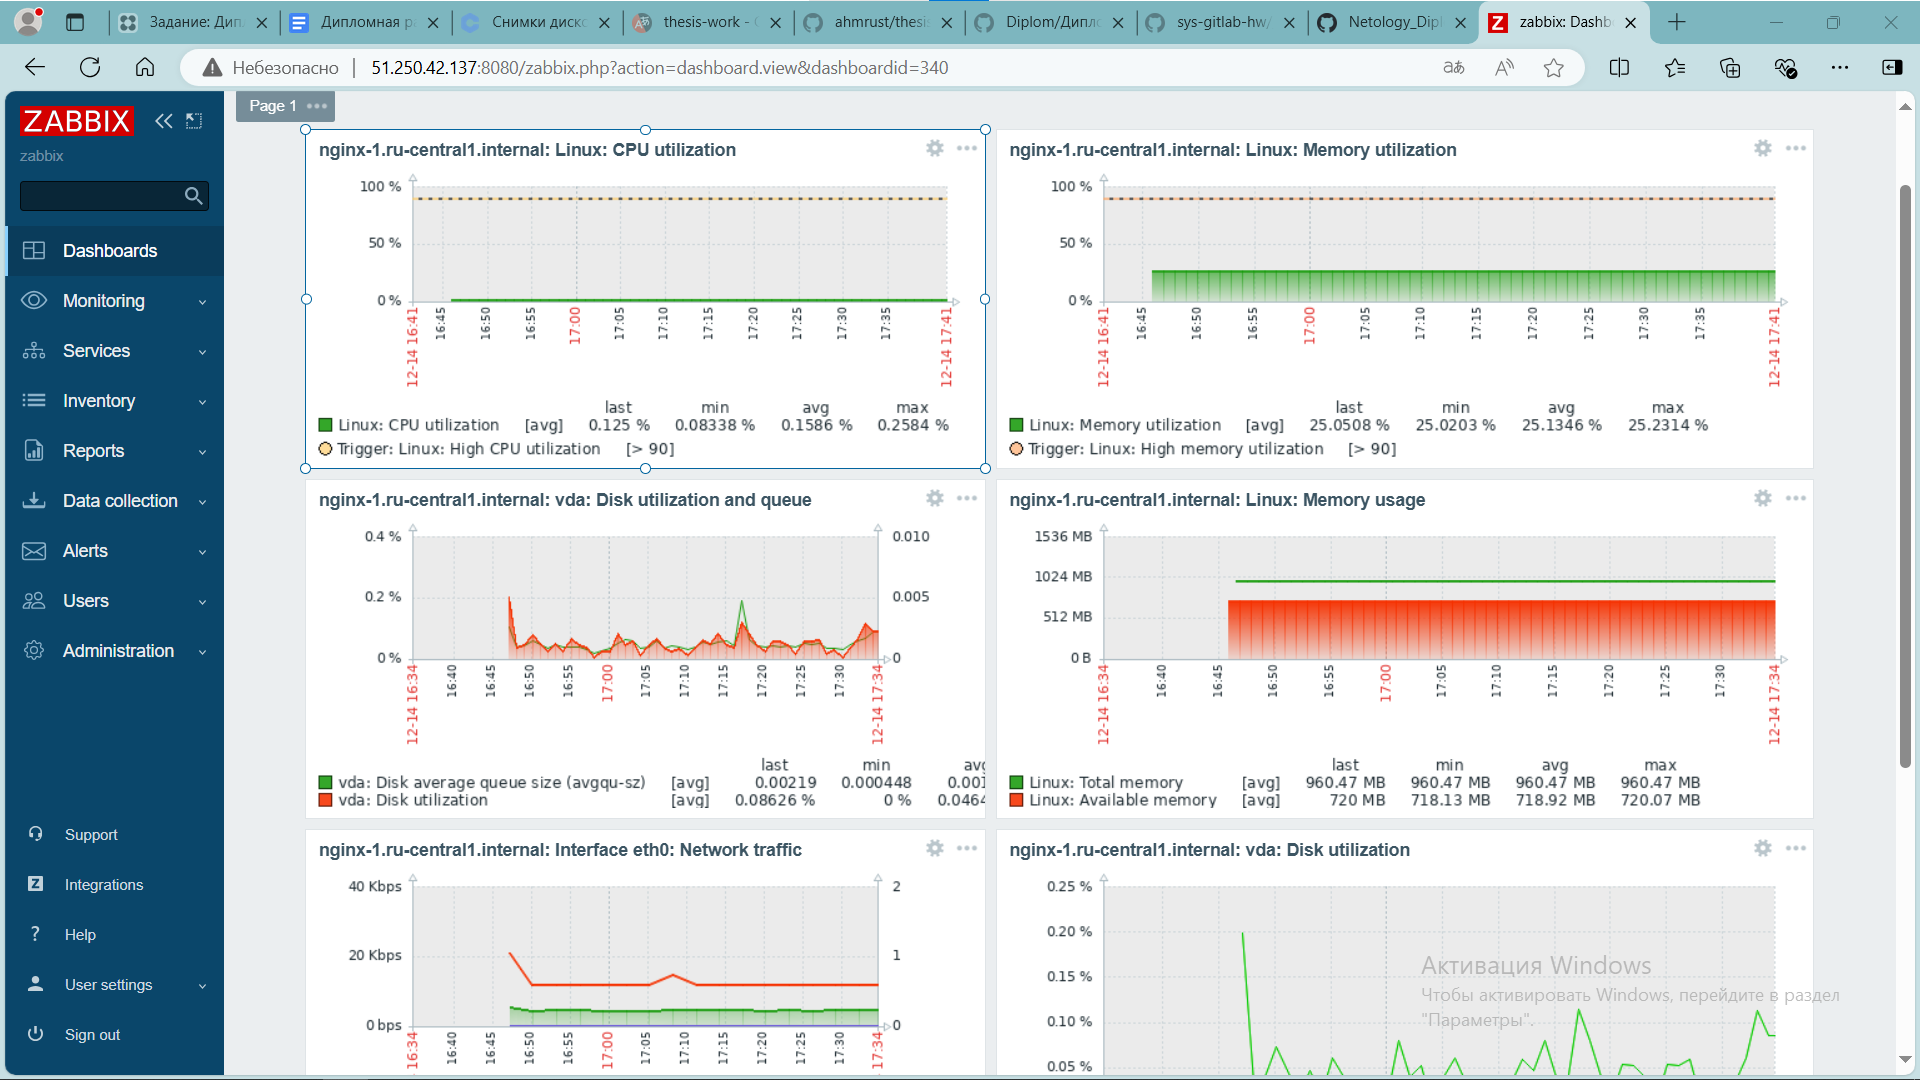 Задание: Дипл
Дипломная р
Снимки диск
thesis-work - G
ahmrust/thesi
Diplom/Дипло
sys-gitlab-hw/
Netology_Dipl
zabbix: Dashb
Небезопасно
51.250.42.137:8080/zabbix.php?action=dashboard.view&dashboardid=340
ZABBIX
zabbix
Dashboards
Monitoring
Services
Inventory
Reports
Data collection
Alerts
Users
Administration
Support
Integrations
Help
User settings
Sign out
Page 1
nginx-1.ru-central1.internal: Linux: CPU utilization
100 %
50 %
0 %
12-14 16:41 16:45 16:50 16:55 17:00 17:05 17:10 17:15 17:20 17:25 17:30 17:35 12-14 17:41
last min avg max
Linux: CPU utilization [avg] 0.125 % 0.08338 % 0.1586 % 0.2584 %
Trigger: Linux: High CPU utilization [> 90]
nginx-1.ru-central1.internal: Linux: Memory utilization
100 %
50 %
0 %
12-14 16:41 16:45 16:50 16:55 17:00 17:05 17:10 17:15 17:20 17:25 17:30 17:35 12-14 17:41
last min avg max
Linux: Memory utilization [avg] 25.0508 % 25.0203 % 25.1346 % 25.2314 %
Trigger: Linux: High memory utilization [> 90]
nginx-1.ru-central1.internal: vda: Disk utilization and queue
0.4 % 0.010
0.2 % 0.005
0 % 0
12-14 16:34 16:40 16:45 16:50 16:55 17:00 17:05 17:10 17:15 17:20 17:25 17:30 12-14 17:34
last min avg
vda: Disk average queue size (avgqu-sz) [avg] 0.00219 0.000448 0.001
vda: Disk utilization [avg] 0.08626 % 0 % 0.0464
nginx-1.ru-central1.internal: Linux: Memory usage
1536 MB
1024 MB
512 MB
0 B
12-14 16:34 16:40 16:45 16:50 16:55 17:00 17:05 17:10 17:15 17:20 17:25 17:30 12-14 17:34
last min avg max
Linux: Total memory [avg] 960.47 MB 960.47 MB 960.47 MB 960.47 MB
Linux: Available memory [avg] 720 MB 718.13 MB 718.92 MB 720.07 MB
nginx-1.ru-central1.internal: Interface eth0: Network traffic
40 Kbps 2
20 Kbps 1
0 bps 0
16:34 16:40 16:45 16:50 16:55 17:00 17:05 17:10 17:15 17:20 17:25 17:30 17:34
nginx-1.ru-central1.internal: vda: Disk utilization
0.25 %
0.20 %
0.15 %
0.10 %
0.05 %
Активация Windows
Чтобы активировать Windows, перейдите в раздел
"Параметры".